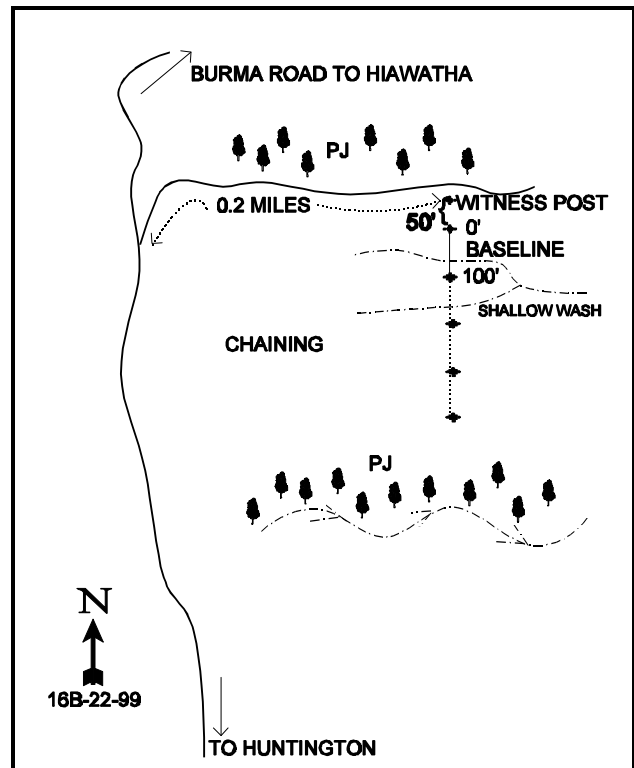 BURMA ROAD TO HIAWATHA
PJ
0.2 MILES
WITNESS POST
50'
0'
BASELINE
100'
SHALLOW WASH
CHAINING
PJ
N
16B-22-99
TO HUNTINGTON